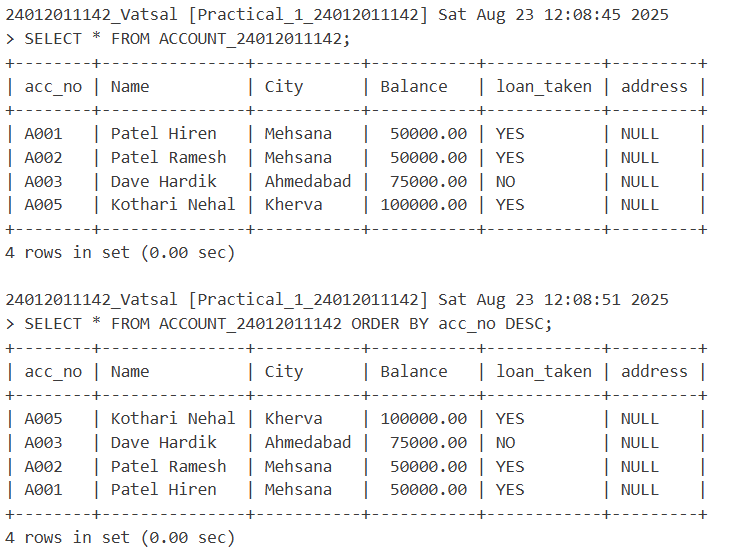 24012011142_Vatsal [Practical_1_24012011142] Sat Aug 23 12:08:45 2025
> SELECT * FROM ACCOUNT_24012011142;
+--------+---------------+-----------+-----------+------------+---------+
| acc_no | Name          | City      | Balance   | loan_taken | address |
+--------+---------------+-----------+-----------+------------+---------+
| A001   | Patel Hiren   | Mehsana   |  50000.00 | YES        | NULL    |
| A002   | Patel Ramesh  | Mehsana   |  50000.00 | YES        | NULL    |
| A003   | Dave Hardik   | Ahmedabad |  75000.00 | NO         | NULL    |
| A005   | Kothari Nehal | Kherva    | 100000.00 | YES        | NULL    |
+--------+---------------+-----------+-----------+------------+---------+
4 rows in set (0.00 sec)

24012011142_Vatsal [Practical_1_24012011142] Sat Aug 23 12:08:51 2025
> SELECT * FROM ACCOUNT_24012011142 ORDER BY acc_no DESC;
+--------+---------------+-----------+-----------+------------+---------+
| acc_no | Name          | City      | Balance   | loan_taken | address |
+--------+---------------+-----------+-----------+------------+---------+
| A005   | Kothari Nehal | Kherva    | 100000.00 | YES        | NULL    |
| A003   | Dave Hardik   | Ahmedabad |  75000.00 | NO         | NULL    |
| A002   | Patel Ramesh  | Mehsana   |  50000.00 | YES        | NULL    |
| A001   | Patel Hiren   | Mehsana   |  50000.00 | YES        | NULL    |
+--------+---------------+-----------+-----------+------------+---------+
4 rows in set (0.00 sec)